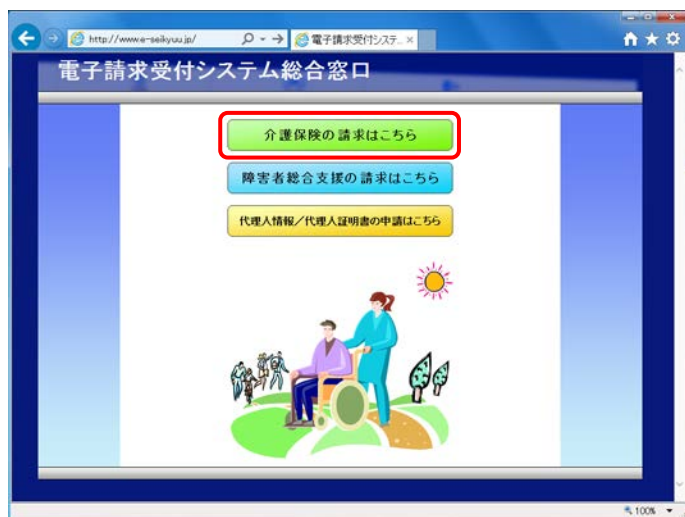 http://www.e-seikyuu.jp/
電子請求受付システ...
電子請求受付システム総合窓口
介護保険の請求はこちら
障害者総合支援の請求はこちら
代理人情報/代理人証明書の申請はこちら
100%